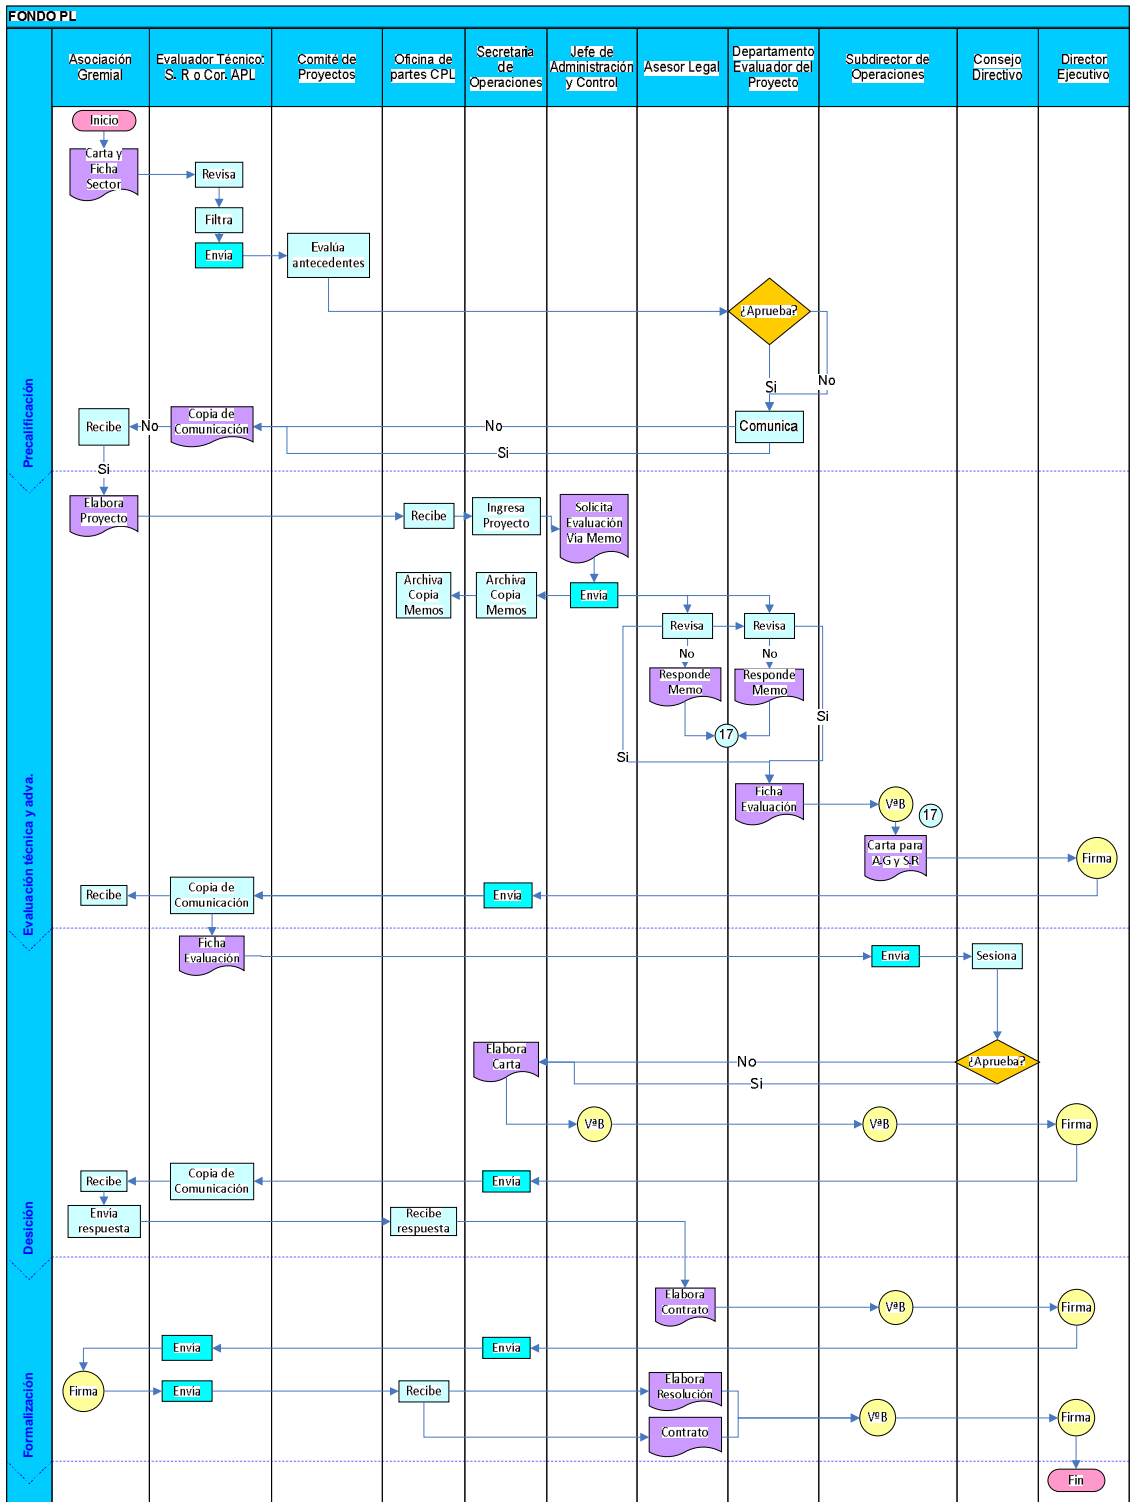 FONDO PL
Asociación
Gremial
Evaluador Técnico:
S. R o Cor. APL
Comité de
Proyectos
Oficina de
partes CPL
Secretaria
de
Operaciones
Jefe de
Administración
y Control
Asesor Legal
Departamento
Evaluador del
Proyecto
Subdirector de
Operaciones
Consejo
Directivo
Director
Ejecutivo
Precalificación
Inicio
Carta y
Ficha
Sector
Revisa
Filtra
Envía
Evalúa
antecedentes
¿Aprueba?
Si
No
Comunica
No
Si
Copia de
Comunicación
No
Recibe
Si
Evaluación técnica y adva.
Elabora
Proyecto
Recibe
Ingresa
Proyecto
Solicita
Evaluación
Vía Memo
Archiva
Copia
Memos
Archiva
Copia
Memos
Envía
Revisa
Revisa
No
No
Responde
Memo
Responde
Memo
Si
17
Si
Ficha
Evaluación
VªB
17
Carta para
A.G y S.R
Firma
Recibe
Copia de
Comunicación
Envía
Desición
Ficha
Evaluación
Envía
Sesiona
Elabora
Carta
No
¿Aprueba?
Si
VªB
VªB
Firma
Recibe
Copia de
Comunicación
Envía
Envía
respuesta
Recibe
respuesta
Formalización
Elabora
Contrato
VªB
Firma
Envía
Envía
Firma
Envía
Recibe
Elabora
Resolución
Contrato
VºB
Firma
Fin